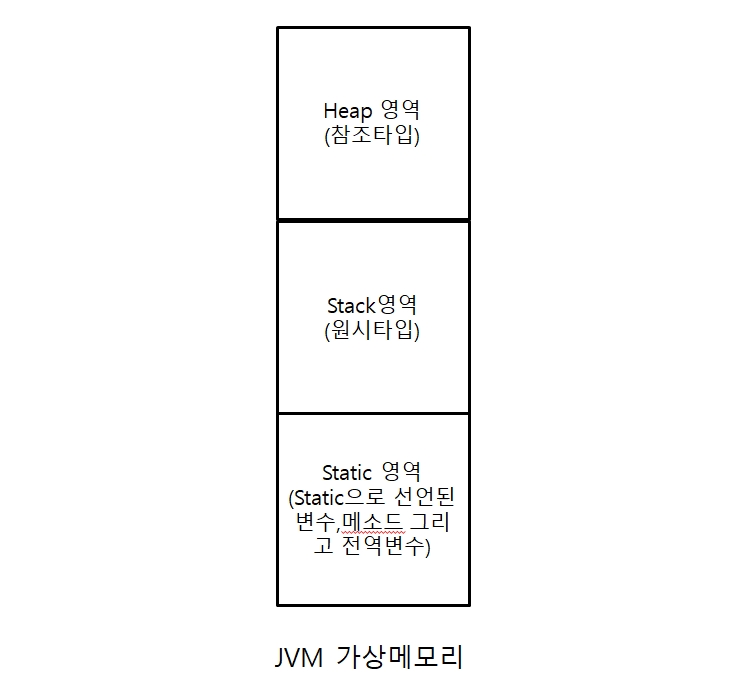 Heap 영역
(참조타입)
Stack영역
(원시타입)
Static 영역
(Static으로 선언된
변수,메소드 그리
고 전역변수)
JVM 가상메모리